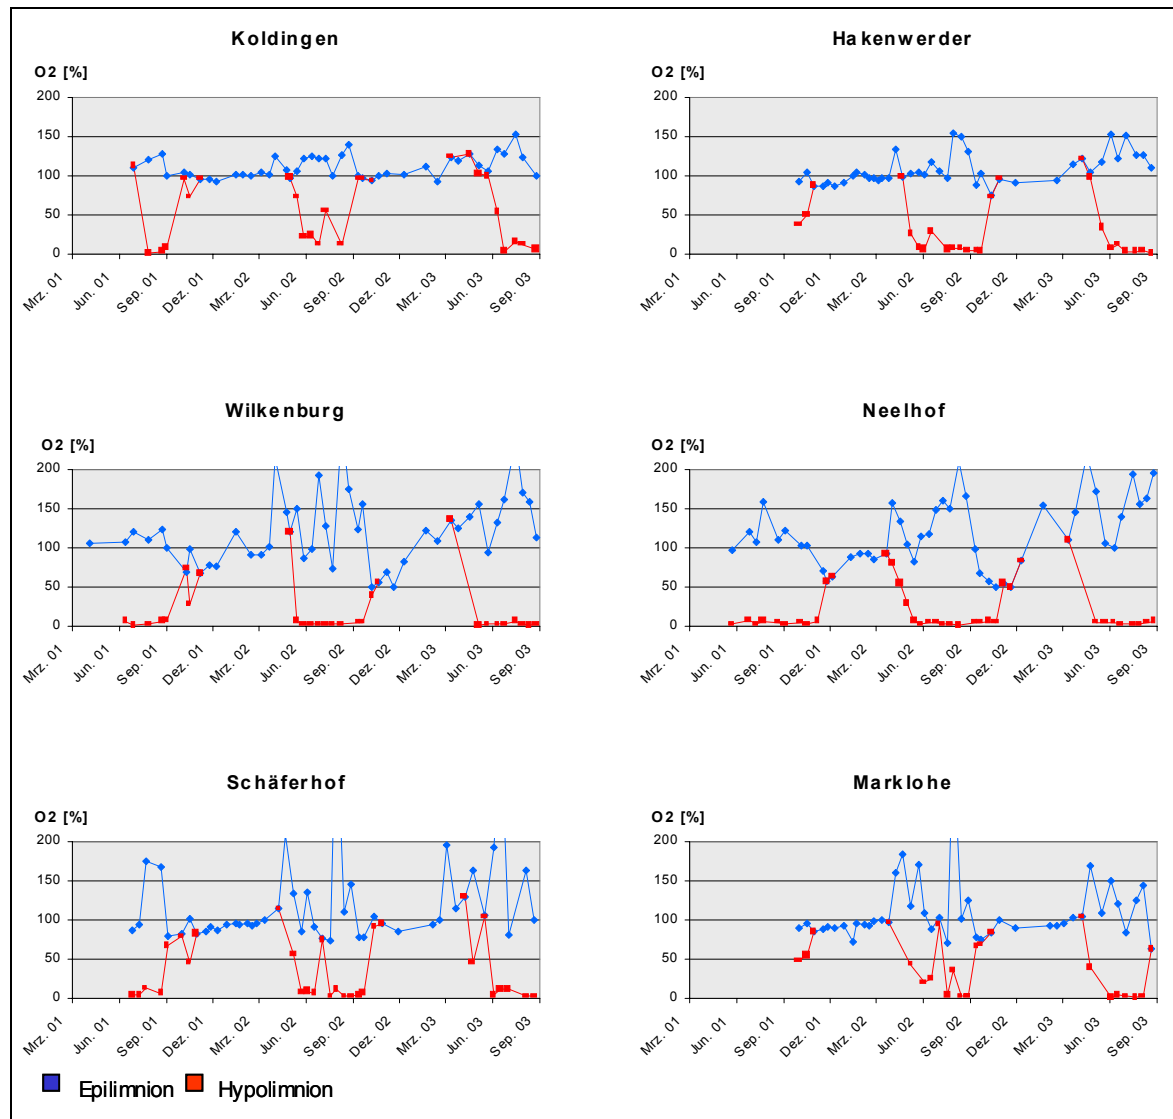 Koldingen
O2 [%]
200
150
100
50
0
Mrz. 01 Jun. 01 Sep. 01 Dez. 01 Mrz. 02 Jun. 02 Sep. 02 Dez. 02 Mrz. 03 Jun. 03 Sep. 03
Hakenwerder
O2 [%]
200
150
100
50
0
Mrz. 01 Jun. 01 Sep. 01 Dez. 01 Mrz. 02 Jun. 02 Sep. 02 Dez. 02 Mrz. 03 Jun. 03 Sep. 03
Wilkenburg
O2 [%]
200
150
100
50
0
Mrz. 01 Jun. 01 Sep. 01 Dez. 01 Mrz. 02 Jun. 02 Sep. 02 Dez. 02 Mrz. 03 Jun. 03 Sep. 03
Neelhof
O2 [%]
200
150
100
50
0
Mrz. 01 Jun. 01 Sep. 01 Dez. 01 Mrz. 02 Jun. 02 Sep. 02 Dez. 02 Mrz. 03 Jun. 03 Sep. 03
Schäferhof
O2 [%]
200
150
100
50
0
Mrz. 01 Jun. 01 Sep. 01 Dez. 01 Mrz. 02 Jun. 02 Sep. 02 Dez. 02 Mrz. 03 Jun. 03 Sep. 03
Marklohe
O2 [%]
200
150
100
50
0
Mrz. 01 Jun. 01 Sep. 01 Dez. 01 Mrz. 02 Jun. 02 Sep. 02 Dez. 02 Mrz. 03 Jun. 03 Sep. 03
Epilimnion Hypolimnion